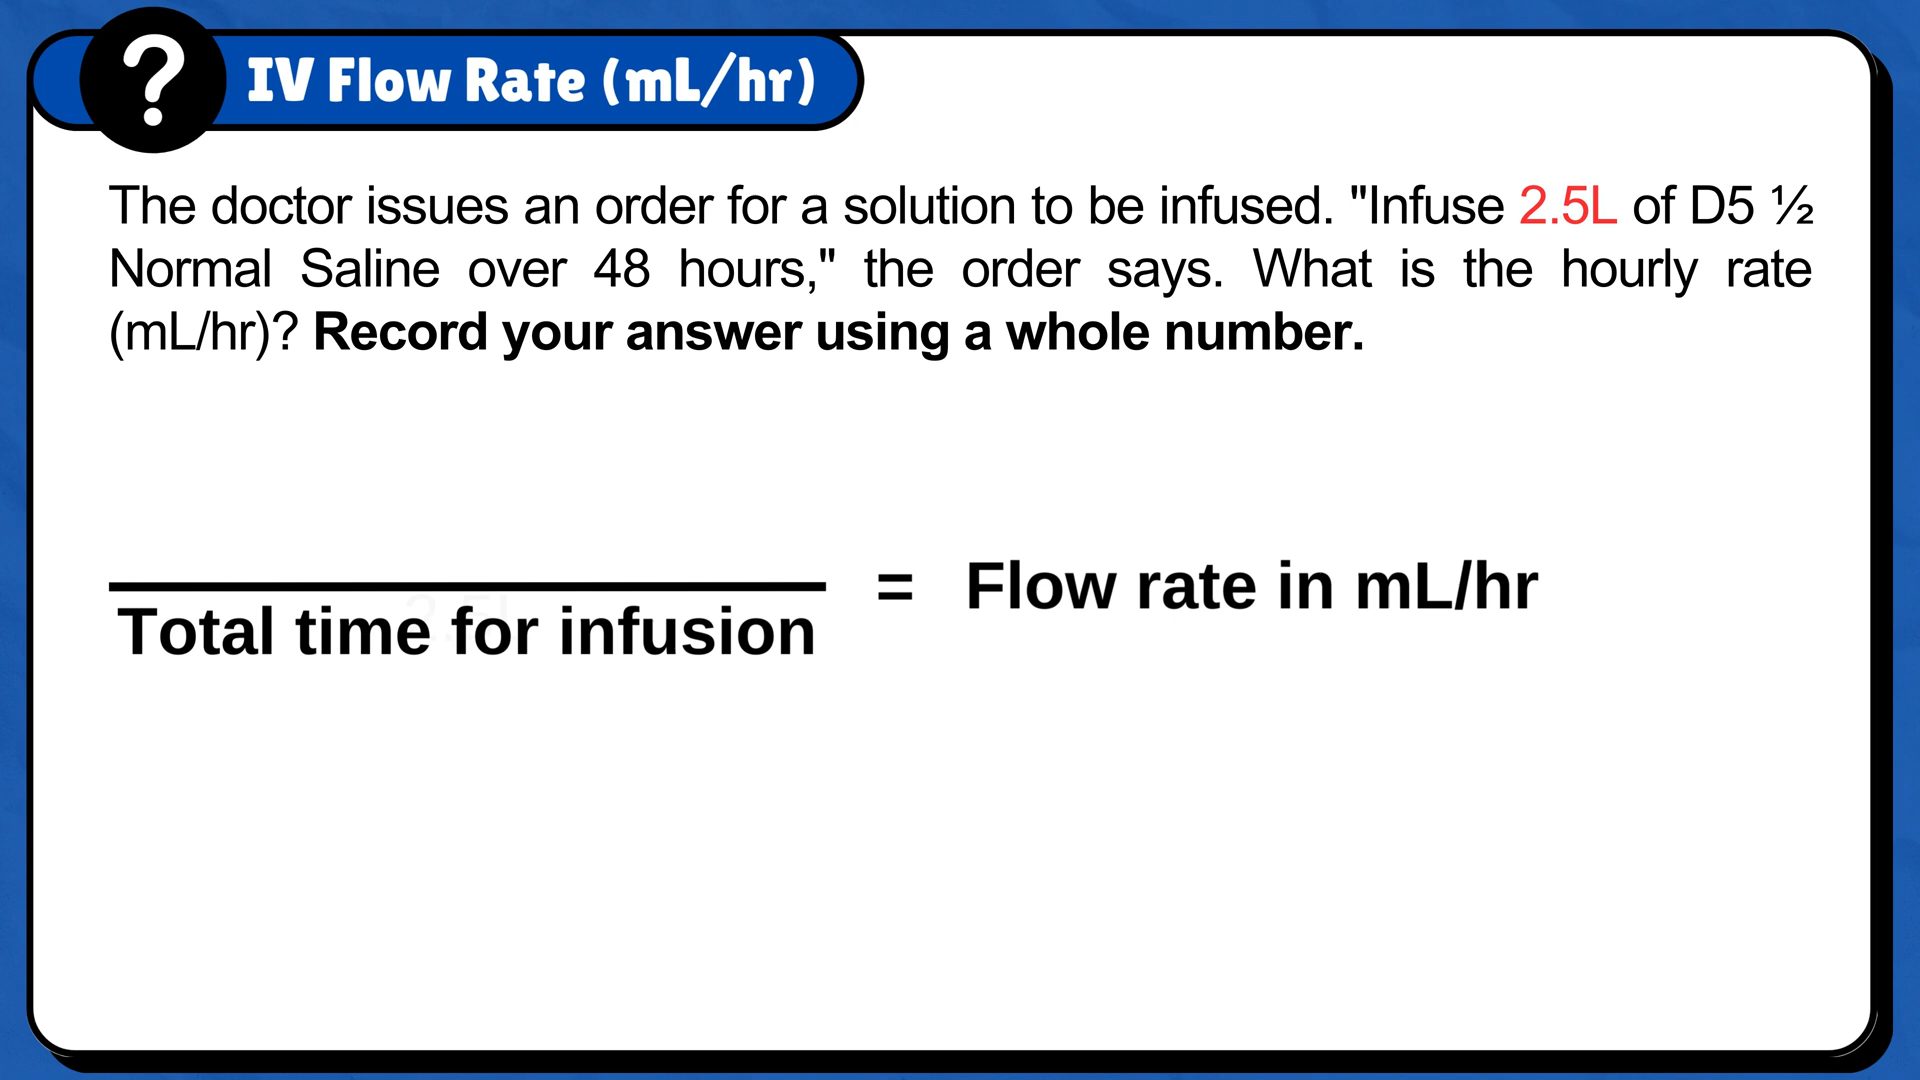 ? IV Flow Rate (mL/hr)
The doctor issues an order for a solution to be infused. "Infuse 2.5L of D5 ½
Normal Saline over 48 hours," the order says. What is the hourly rate
(mL/hr)? Record your answer using a whole number.
= Flow rate in mL/hr
2.5L
Total time for infusion